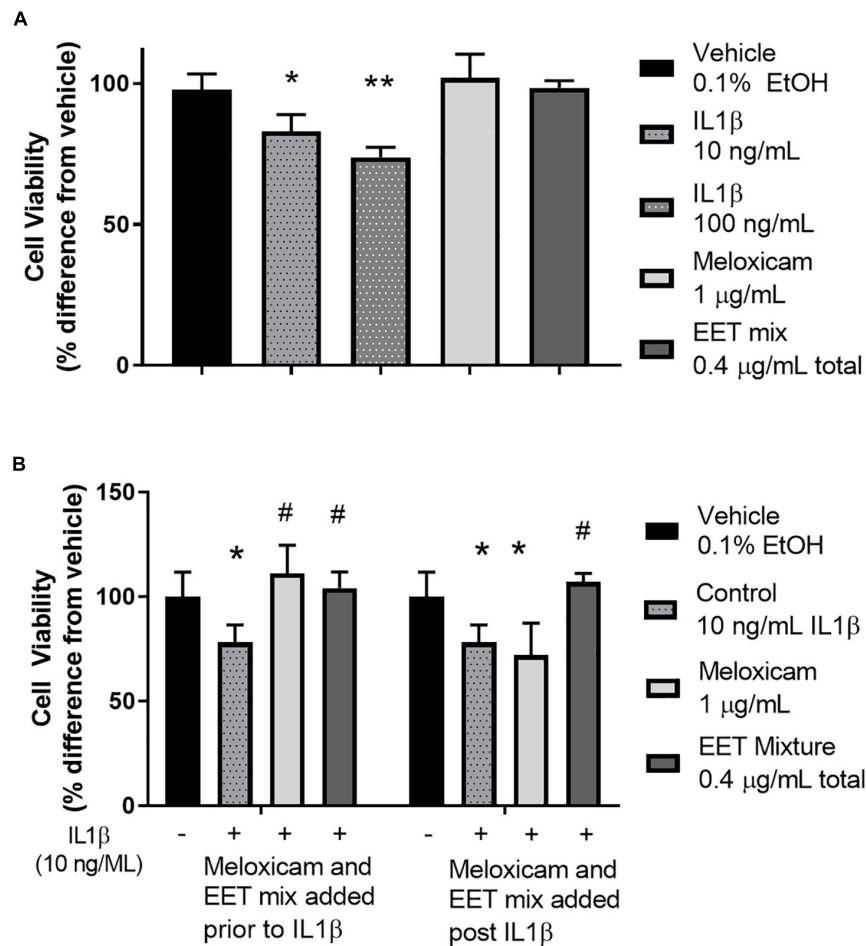 A
Cell Viability
(% difference from vehicle)
100
50
0
*
**
Vehicle
0.1% EtOH
IL1β
10 ng/mL
IL1β
100 ng/mL
Meloxicam
1 μg/mL
EET mix
0.4 μg/mL total
B
Cell Viability
(% difference from vehicle)
150
100
50
0
* # # * * #
Vehicle
0.1% EtOH
Control
10 ng/mL IL1β
Meloxicam
1 μg/mL
EET Mixture
0.4 μg/mL total
IL1β - + + + - + + +
(10 ng/ML)
Meloxicam and
EET mix added
prior to IL1β
Meloxicam and
EET mix added
post IL1β